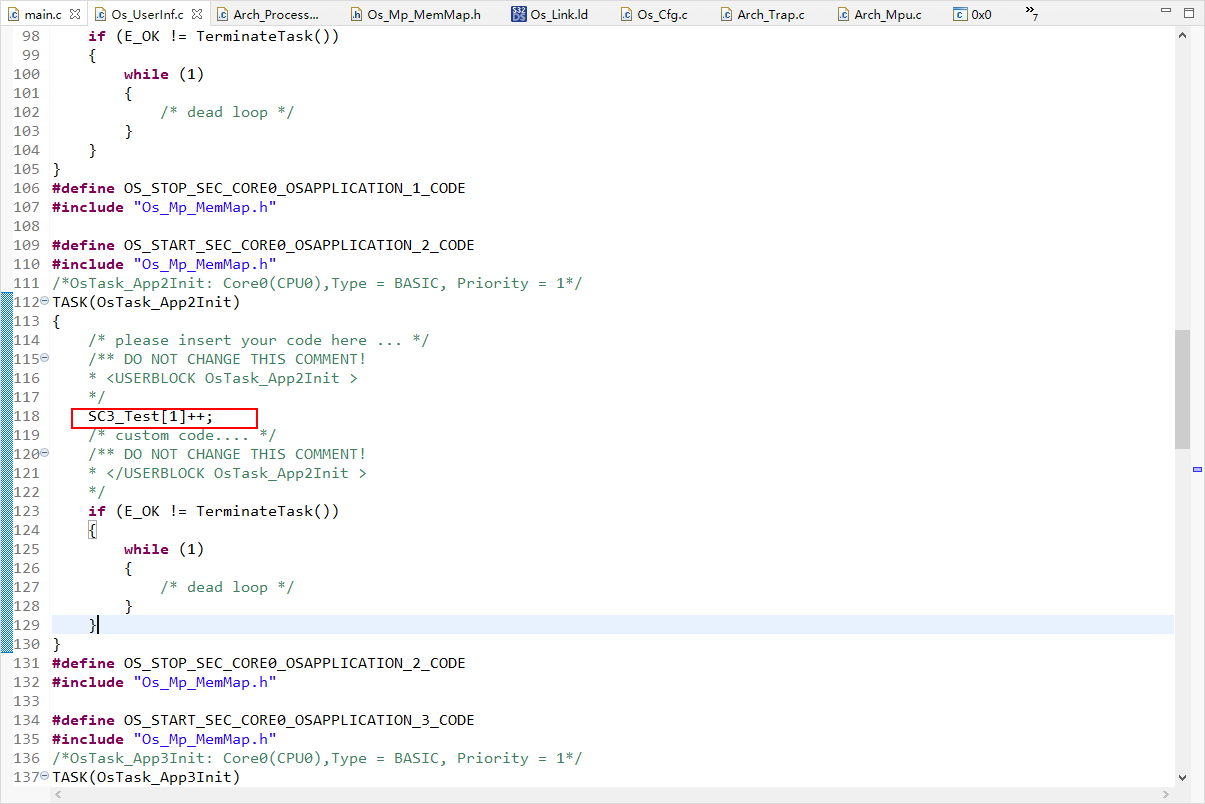 main.c Os_UserInf.c Arch_Process... Os_Mp_MemMap.h Os_Link.ld Os_Cfg.c Arch_Trap.c Arch_Mpu.c 0x0 »7
98 if (E_OK != TerminateTask())
99 {
100 while (1)
101 {
102 /* dead loop */
103 }
104 }
105 }
106 #define OS_STOP_SEC_CORE0_OSAPPLICATION_1_CODE
107 #include "Os_Mp_MemMap.h"
108
109 #define OS_START_SEC_CORE0_OSAPPLICATION_2_CODE
110 #include "Os_Mp_MemMap.h"
111 /*OsTask_App2Init: Core0(CPU0),Type = BASIC, Priority = 1*/
112 TASK(OsTask_App2Init)
113 {
114 /* please insert your code here ... */
115 /** DO NOT CHANGE THIS COMMENT!
116 * <USERBLOCK OsTask_App2Init >
117 */
118 SC3_Test[1]++;
119 /* custom code.... */
120 /** DO NOT CHANGE THIS COMMENT!
121 * </USERBLOCK OsTask_App2Init >
122 */
123 if (E_OK != TerminateTask())
124 {
125 while (1)
126 {
127 /* dead loop */
128 }
129 }
130 }
131 #define OS_STOP_SEC_CORE0_OSAPPLICATION_2_CODE
132 #include "Os_Mp_MemMap.h"
133
134 #define OS_START_SEC_CORE0_OSAPPLICATION_3_CODE
135 #include "Os_Mp_MemMap.h"
136 /*OsTask_App3Init: Core0(CPU0),Type = BASIC, Priority = 1*/
137 TASK(OsTask_App3Init)